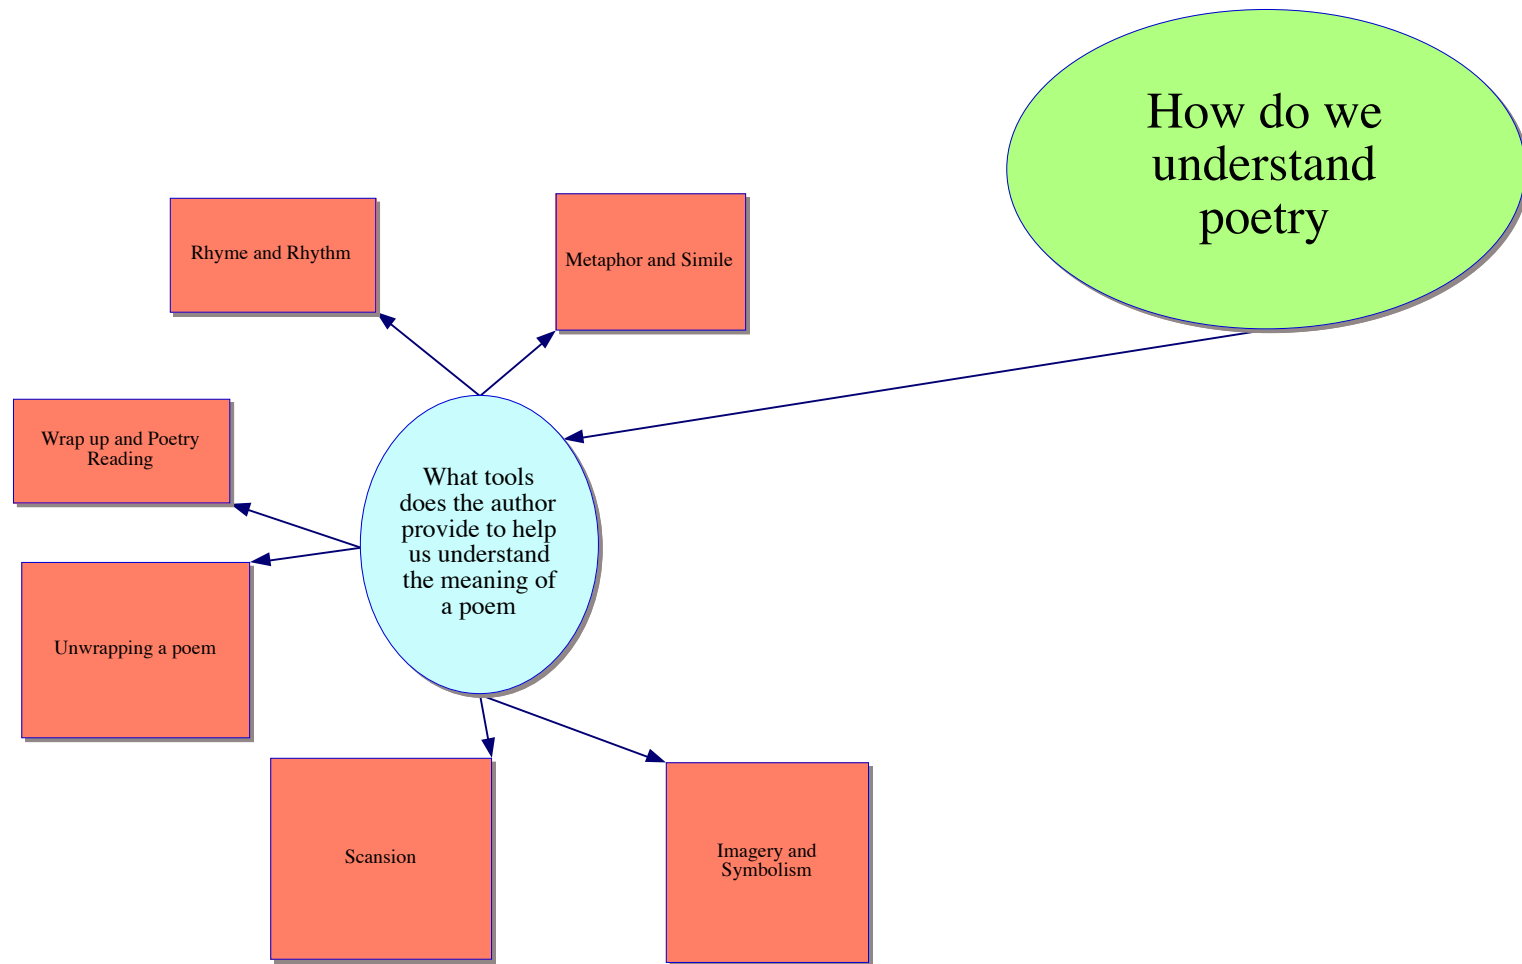 How do we
understand
poetry
Rhyme and Rhythm
Metaphor and Simile
Wrap up and Poetry
Reading
What tools
does the author
provide to help
us understand
the meaning of
a poem
Unwrapping a poem
Scansion
Imagery and
Symbolism